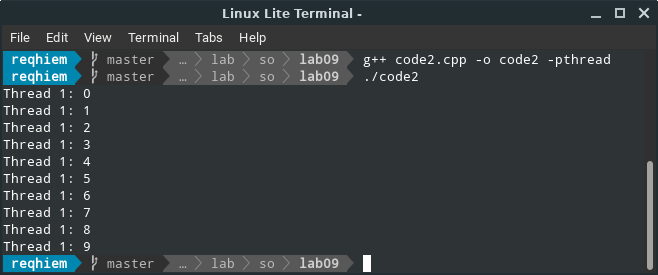 Linux Lite Terminal -
File Edit View Terminal Tabs Help
reqhiem master … lab so lab09 g++ code2.cpp -o code2 -pthread
reqhiem master … lab so lab09 ./code2
Thread 1: 0
Thread 1: 1
Thread 1: 2
Thread 1: 3
Thread 1: 4
Thread 1: 5
Thread 1: 6
Thread 1: 7
Thread 1: 8
Thread 1: 9
reqhiem master … lab so lab09